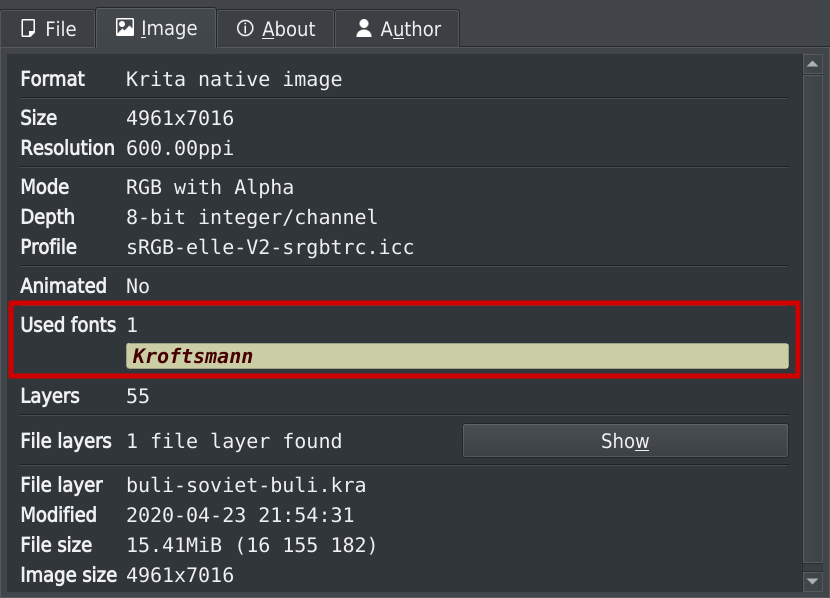 File Image About Author
Format Krita native image
Size 4961x7016
Resolution 600.00ppi
Mode RGB with Alpha
Depth 8-bit integer/channel
Profile sRGB-elle-V2-srgbtrc.icc
Animated No
Used fonts 1
Kroftsmann
Layers 55
File layers 1 file layer found Show
File layer buli-soviet-buli.kra
Modified 2020-04-23 21:54:31
File size 15.41MiB (16 155 182)
Image size 4961x7016